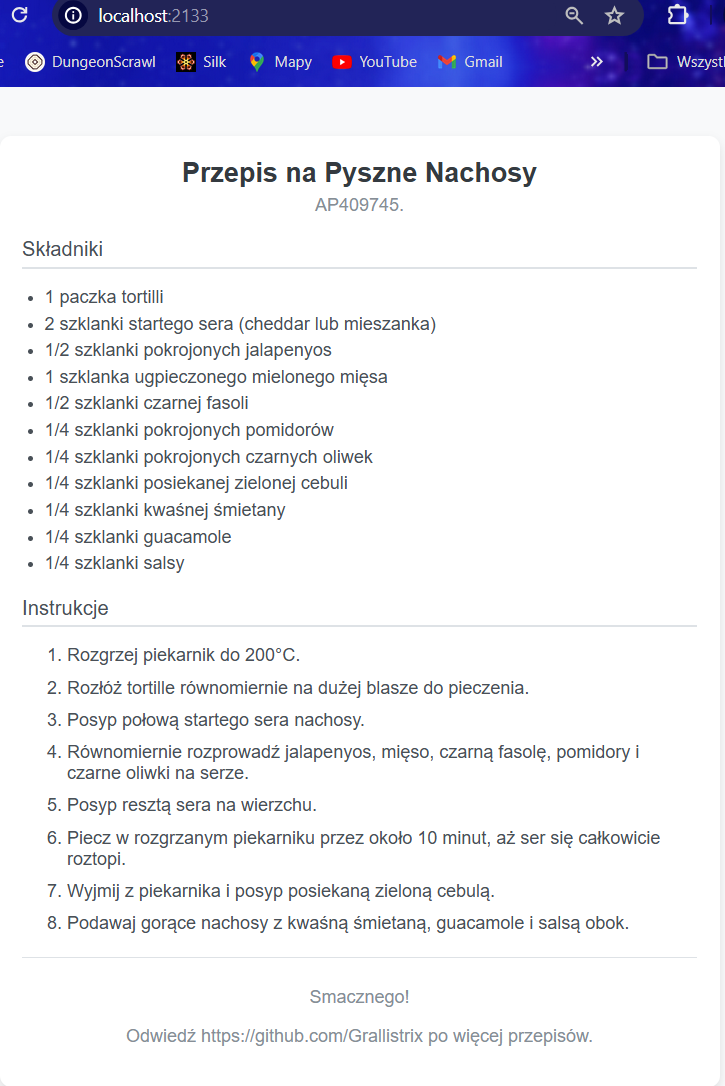 localhost:2133
e DungeonScrawl Silk Mapy YouTube Gmail » Wszyst
Przepis na Pyszne Nachosy
AP409745.
Składniki
• 1 paczka tortilli
• 2 szklanki startego sera (cheddar lub mieszanka)
• 1/2 szklanki pokrojonych jalapenyos
• 1 szklanka ugpieczonego mielonego mięsa
• 1/2 szklanki czarnej fasoli
• 1/4 szklanki pokrojonych pomidorów
• 1/4 szklanki pokrojonych czarnych oliwek
• 1/4 szklanki posiekanej zielonej cebuli
• 1/4 szklanki kwaśnej śmietany
• 1/4 szklanki guacamole
• 1/4 szklanki salsy
Instrukcje
1. Rozgrzej piekarnik do 200°C.
2. Rozłóż tortille równomiernie na dużej blasze do pieczenia.
3. Posyp połową startego sera nachosy.
4. Równomiernie rozprowadź jalapenyos, mięso, czarną fasolę, pomidory i
czarne oliwki na serze.
5. Posyp resztą sera na wierzchu.
6. Piecz w rozgrzanym piekarniku przez około 10 minut, aż ser się całkowicie
roztopi.
7. Wyjmij z piekarnika i posyp posiekaną zieloną cebulą.
8. Podawaj gorące nachosy z kwaśną śmietaną, guacamole i salsą obok.
Smacznego!
Odwiedź https://github.com/Grallistrix po więcej przepisów.